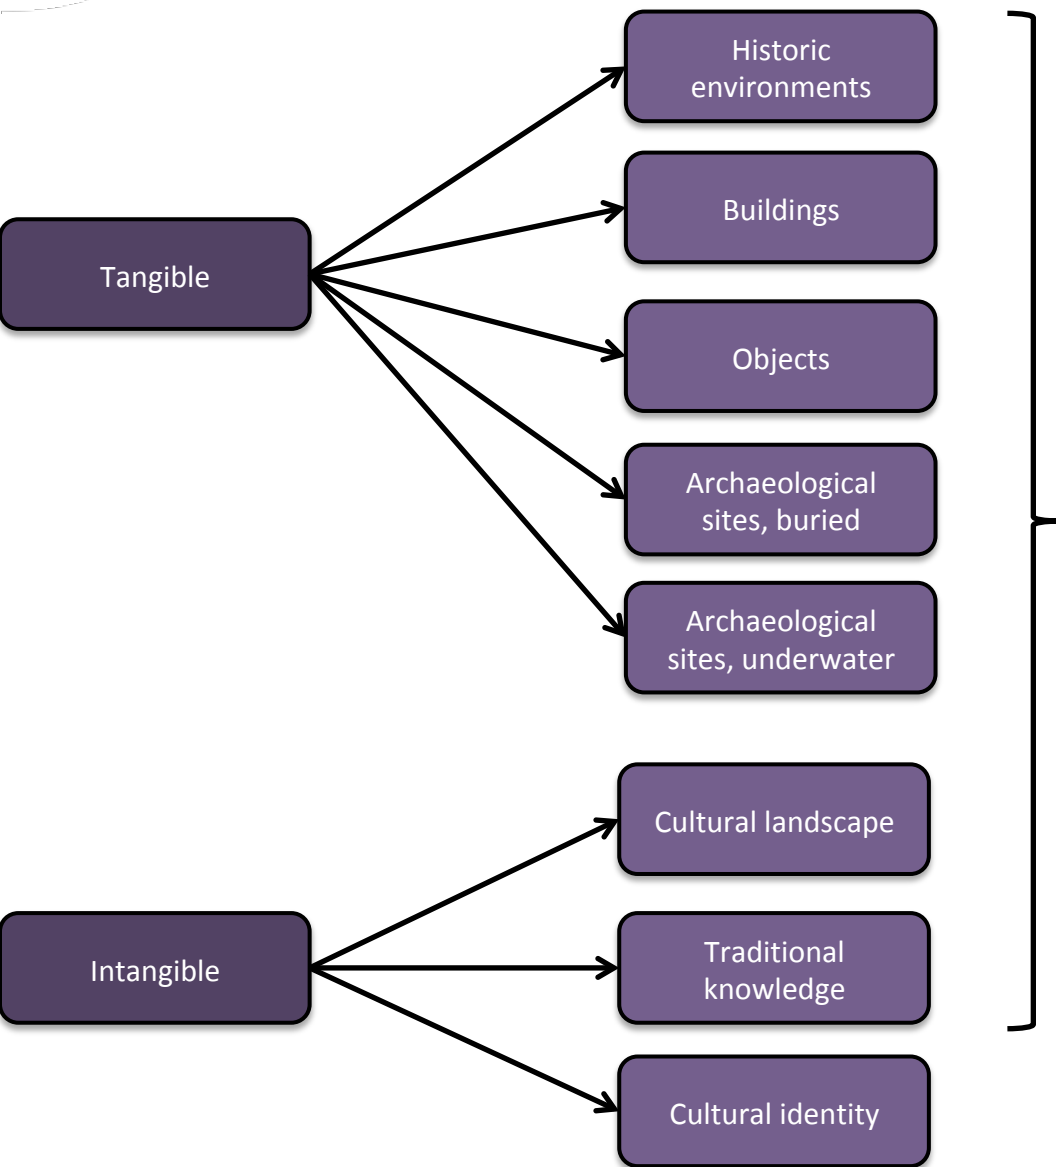 Historic
environments
Buildings
Tangible
Objects
Archaeological
sites, buried
Archaeological
sites, underwater
Cultural landscape
Intangible
Traditional
knowledge
Cultural identity